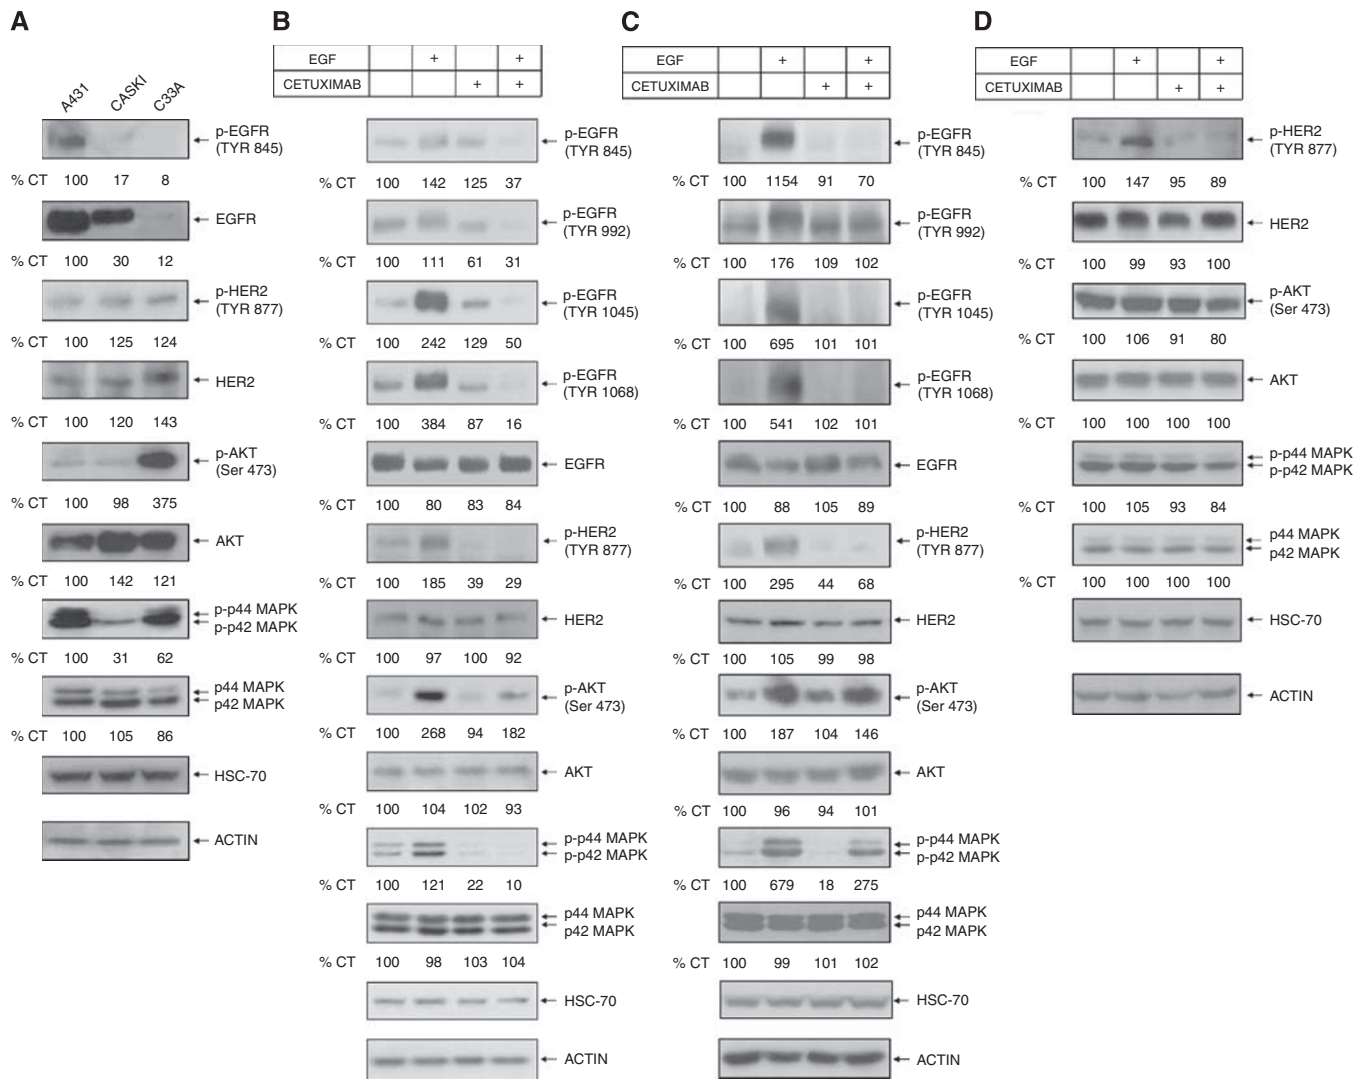 A
A431 CASKI C33A
p-EGFR
(TYR 845)
% CT 100 17 8
EGFR
% CT 100 30 12
p-HER2
(TYR 877)
% CT 100 125 124
HER2
% CT 100 120 143
p-AKT
(Ser 473)
% CT 100 98 375
AKT
% CT 100 142 121
p-p44 MAPK
p-p42 MAPK
% CT 100 31 62
p44 MAPK
p42 MAPK
% CT 100 105 86
HSC-70
ACTIN
B
EGF + +
CETUXIMAB + +
p-EGFR
(TYR 845)
% CT 100 142 125 37
p-EGFR
(TYR 992)
% CT 100 111 61 31
p-EGFR
(TYR 1045)
% CT 100 242 129 50
p-EGFR
(TYR 1068)
% CT 100 384 87 16
EGFR
% CT 100 80 83 84
p-HER2
(TYR 877)
% CT 100 185 39 29
HER2
% CT 100 97 100 92
p-AKT
(Ser 473)
% CT 100 268 94 182
AKT
% CT 100 104 102 93
p-p44 MAPK
p-p42 MAPK
% CT 100 121 22 10
p44 MAPK
p42 MAPK
% CT 100 98 103 104
HSC-70
ACTIN
C
EGF + +
CETUXIMAB + +
p-EGFR
(TYR 845)
% CT 100 1154 91 70
p-EGFR
(TYR 992)
% CT 100 176 109 102
p-EGFR
(TYR 1045)
% CT 100 695 101 101
p-EGFR
(TYR 1068)
% CT 100 541 102 101
EGFR
% CT 100 88 105 89
p-HER2
(TYR 877)
% CT 100 295 44 68
HER2
% CT 100 105 99 98
p-AKT
(Ser 473)
% CT 100 187 104 146
AKT
% CT 100 96 94 101
p-p44 MAPK
p-p42 MAPK
% CT 100 679 18 275
p44 MAPK
p42 MAPK
% CT 100 99 101 102
HSC-70
ACTIN
D
EGF + +
CETUXIMAB + +
p-HER2
(TYR 877)
% CT 100 147 95 89
HER2
% CT 100 99 93 100
p-AKT
(Ser 473)
% CT 100 106 91 80
AKT
% CT 100 100 100 100
p-p44 MAPK
p-p42 MAPK
% CT 100 105 93 84
p44 MAPK
p42 MAPK
% CT 100 100 100 100
HSC-70
ACTIN